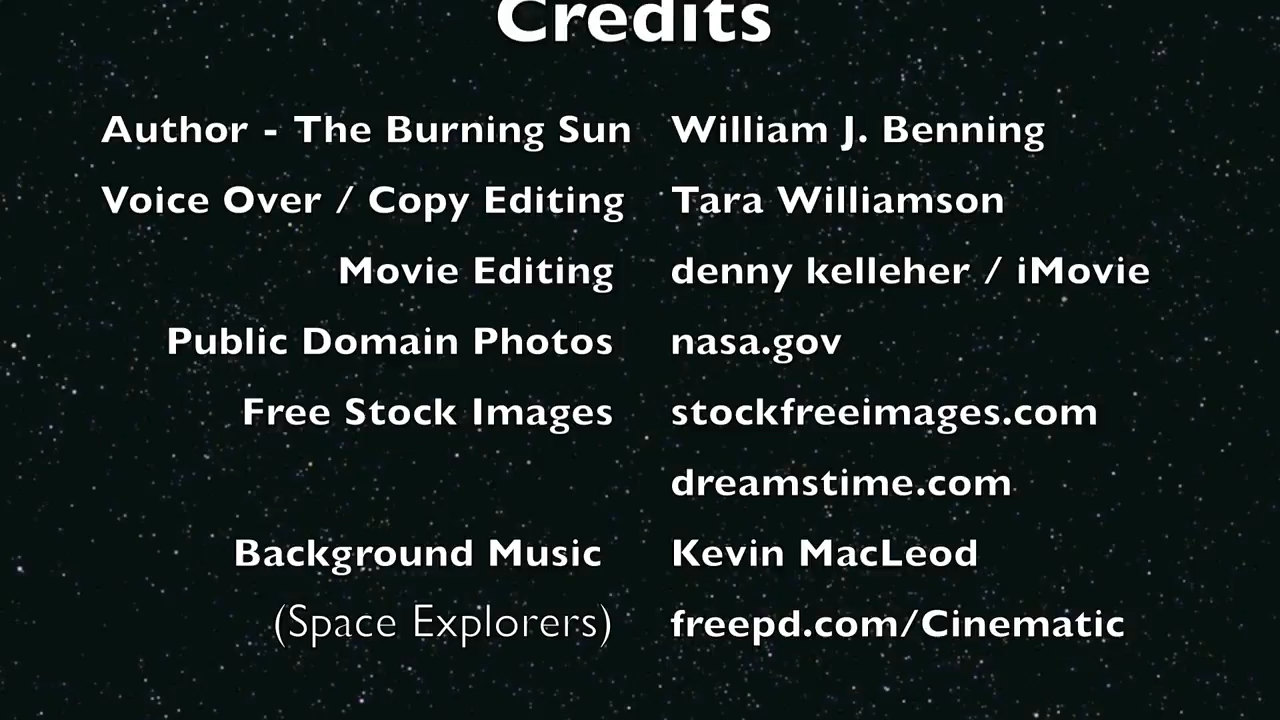 Credits
Author - The Burning Sun William J. Benning
Voice Over / Copy Editing Tara Williamson
Movie Editing denny kelleher / iMovie
Public Domain Photos nasa.gov
Free Stock Images stockfreeimages.com
dreamstime.com
Background Music Kevin MacLeod
(Space Explorers) freepd.com/Cinematic